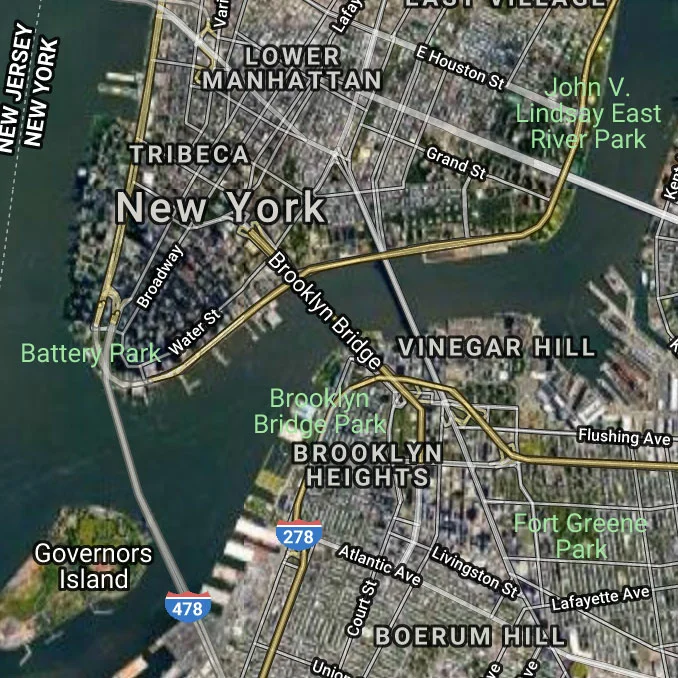 EAST VILLAGE
NEW JERSEY
NEW YORK
LOWER
MANHATTAN
E Houston St
John V.
Lindsay East
River Park
TRIBECA
Grand St
New York
Broadway
Water St
Brooklyn Bridge
Battery Park
VINEGAR HILL
Brooklyn
Bridge Park
Flushing Ave
BROOKLYN
HEIGHTS
278
Fort Greene
Park
Governors
Island
478
Atlantic Ave
Livingston St
Lafayette Ave
Court St
BOERUM HILL
Union